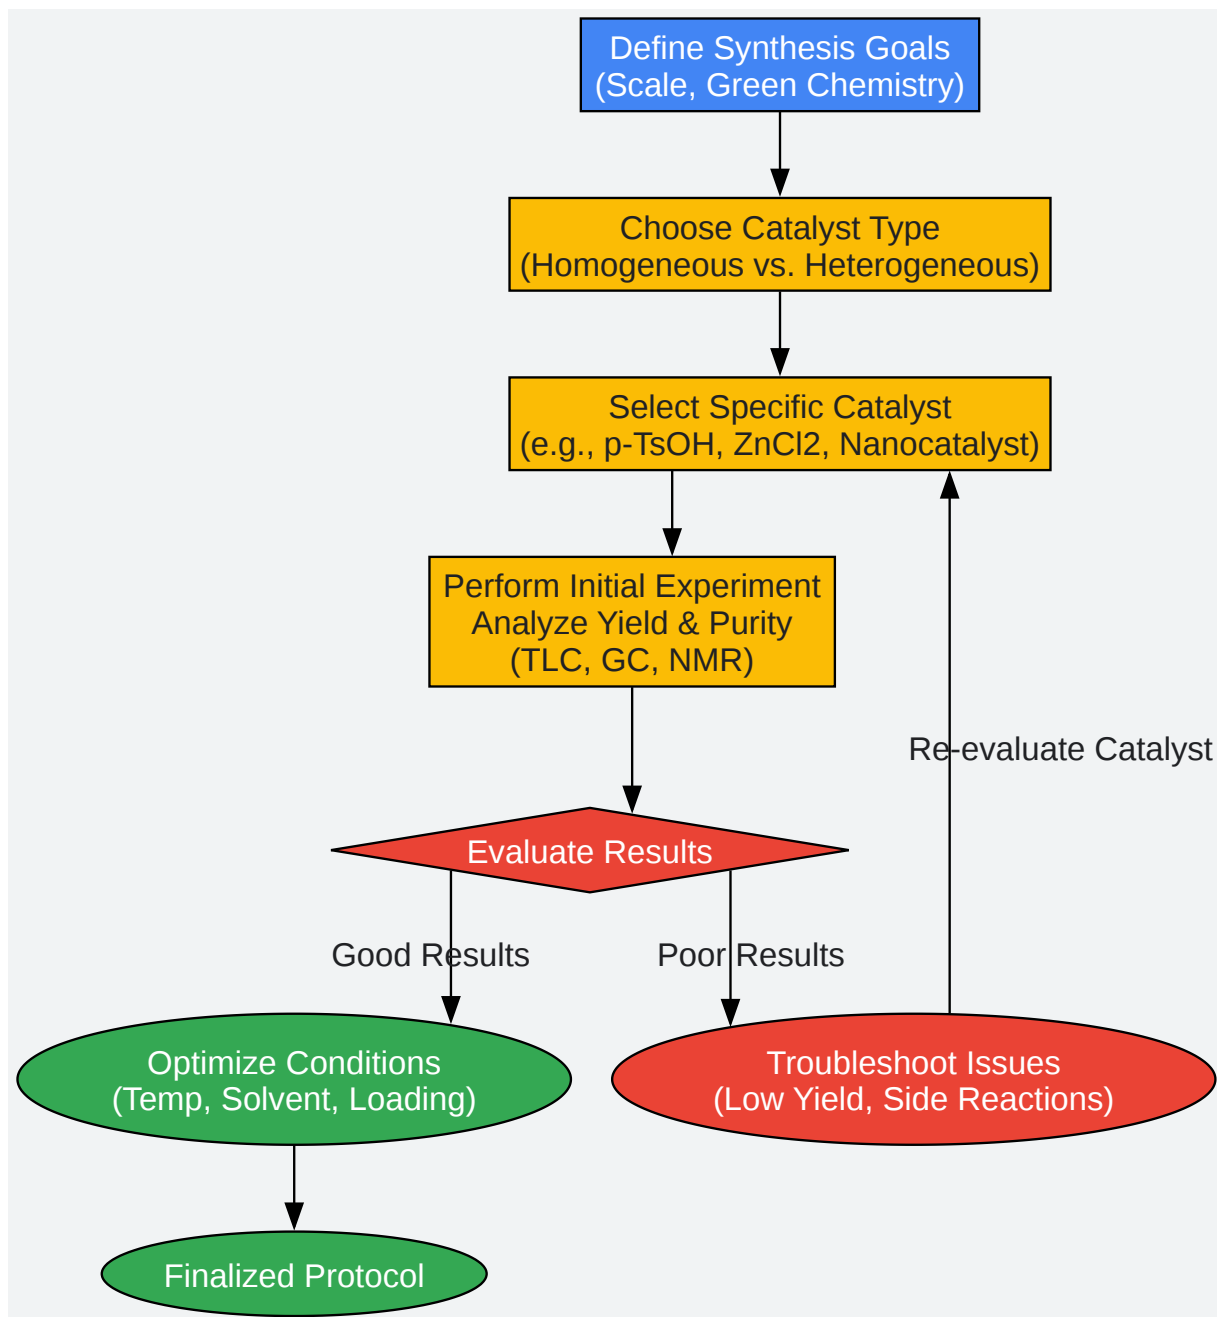 Define Synthesis Goals
(Scale, Green Chemistry)
Choose Catalyst Type
(Homogeneous vs. Heterogeneous)
Select Specific Catalyst
(e.g., p-TsOH, ZnCl2, Nanocatalyst)
Perform Initial Experiment
Analyze Yield & Purity
(TLC, GC, NMR)
Re-evaluate Catalyst
Evaluate Results
Good Results
Poor Results
Optimize Conditions
(Temp, Solvent, Loading)
Troubleshoot Issues
(Low Yield, Side Reactions)
Finalized Protocol